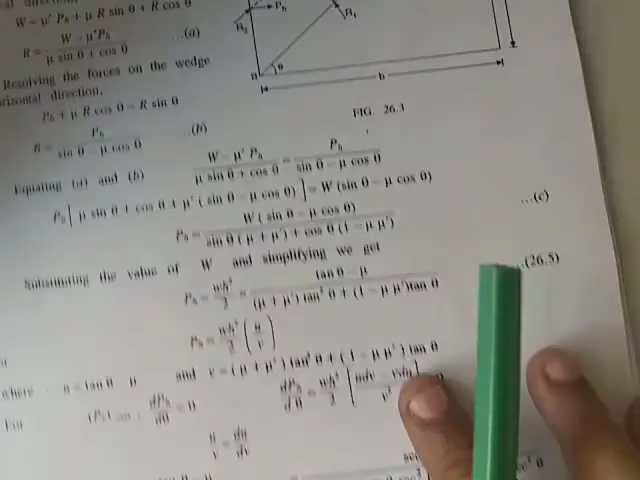 W = μ' Pₕ + μ R sin θ + R cos θ
R = (W - μ'Pₕ) / (μ sin θ + cos θ) ...(a)
Resolving the forces on the wedge
horizontal direction,
Pₕ + μ R cos θ = R sin θ
R = Pₕ / (sin θ - μ cos θ) ...(b)
Pₕ
R₁
B
θ
b
FIG. 26.3
Equating (a) and (b) (W - μ' Pₕ) / (μ sin θ + cos θ) = Pₕ / (sin θ - μ cos θ)
Pₕ [ μ sin θ + cos θ + μ' ( sin θ - μ cos θ) ] = W (sin θ - μ cos θ)
Pₕ = W ( sin θ - μ cos θ) / (sin θ ( μ + μ') + cos θ (1 - μ μ')) ...(c)
Substituting the value of W and simplifying we get
Pₕ = wh²/2 = (tan θ - μ) / ((μ + μ') tan² θ + (1 - μ μ')tan θ) ...(26.5)
Pₕ = wh²/2 (u/v)
where u = tan θ - μ and v = (μ + μ') tan² θ + (1 - μ μ') tan θ
For dPₕ/dθ = 0 dPₕ/dθ = wh²/2
u/v = du/dv